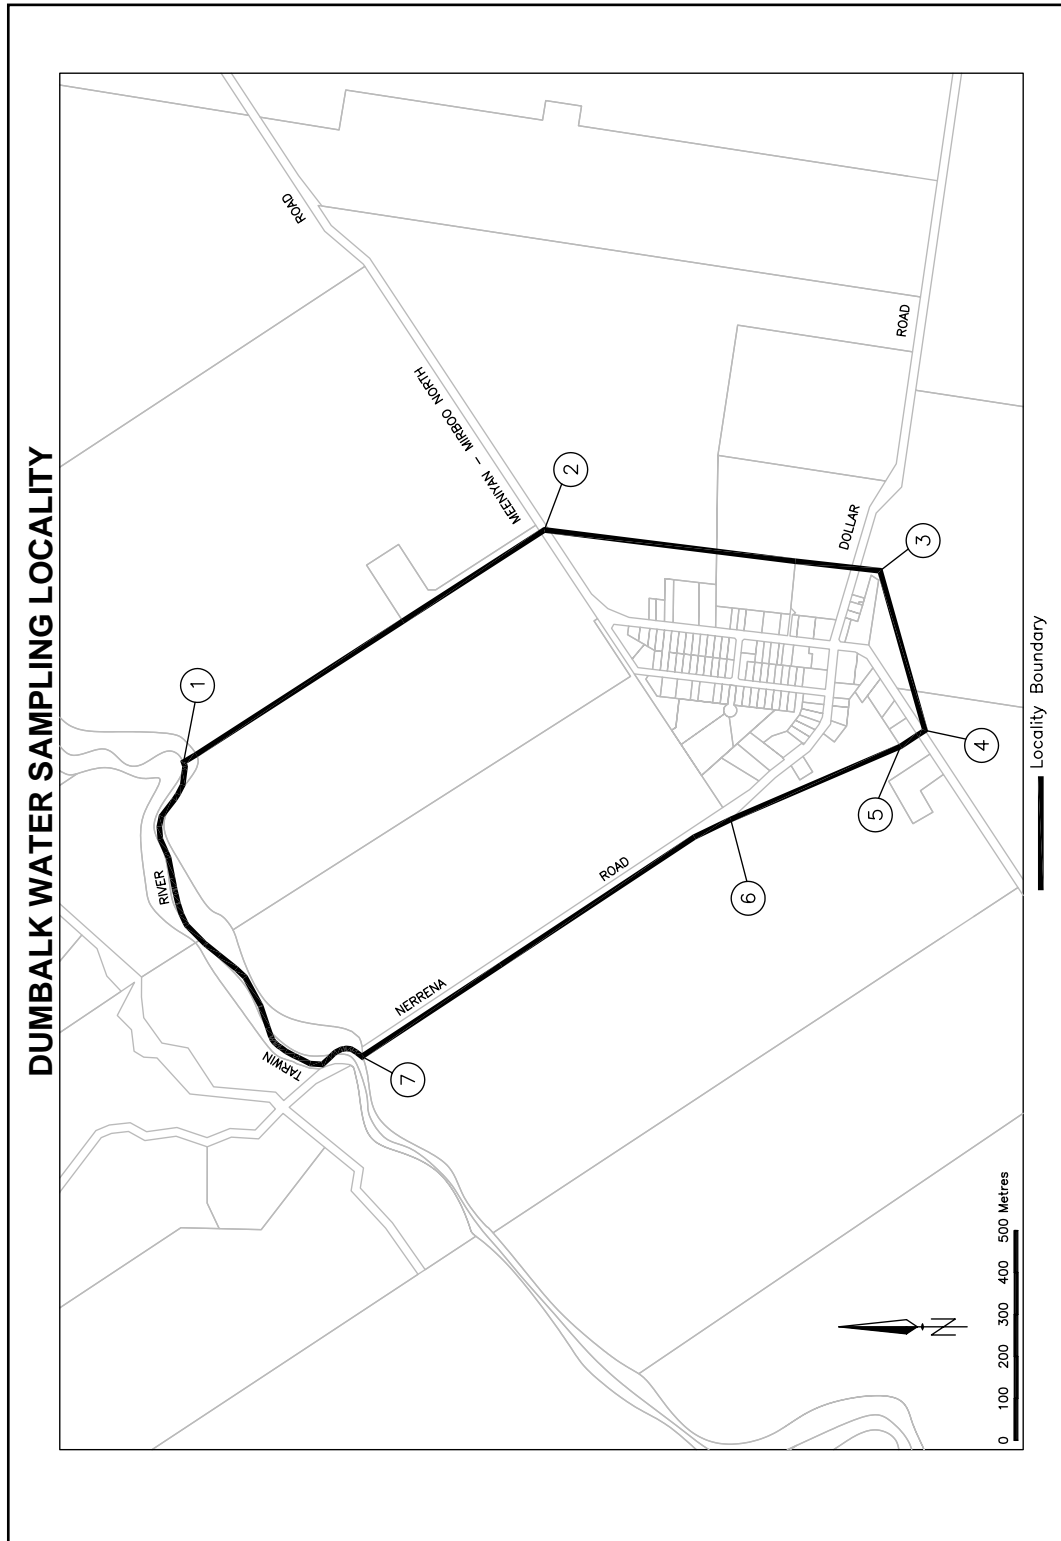 DUMBALK WATER SAMPLING LOCALITY
ROAD
MEENIYAN – MIRBOO NORTH
2
1
RIVER
TARWIN
7
NERRENA
ROAD
6
5
4
3
DOLLAR
ROAD
N
0 100 200 300 400 500 Metres
Locality Boundary